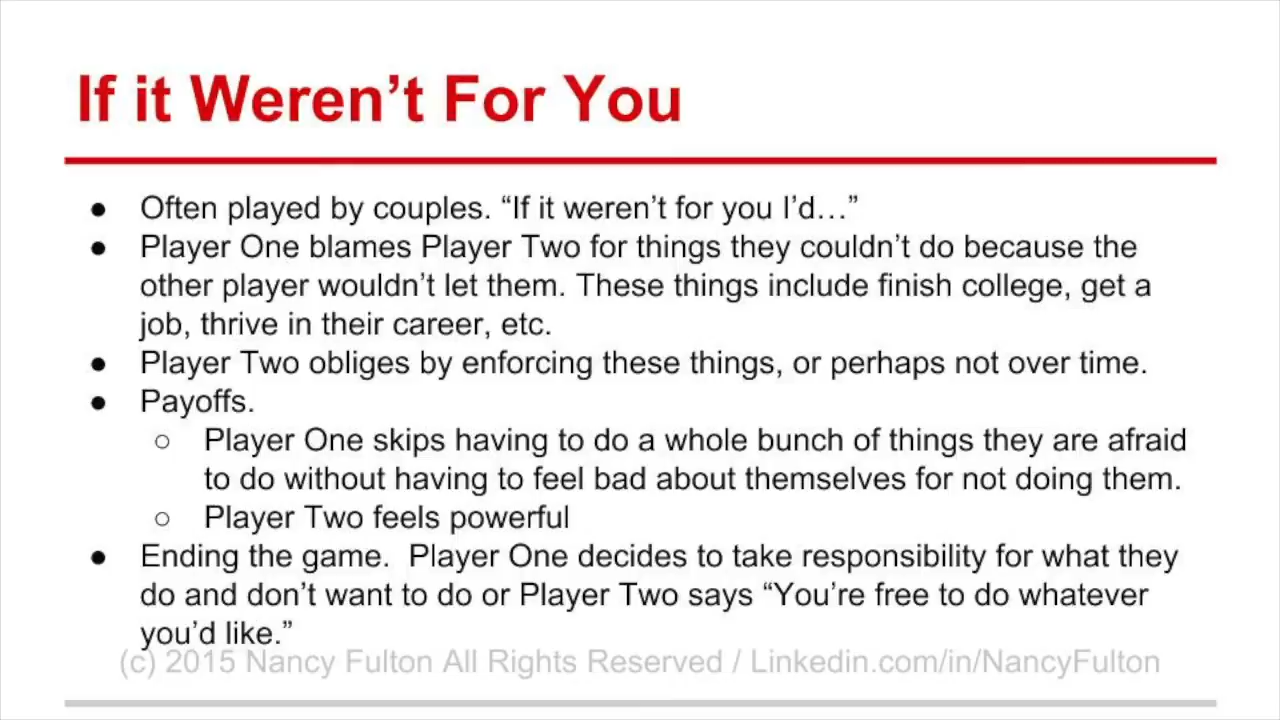 If it Weren’t For You
● Often played by couples. “If it weren’t for you I’d…”
● Player One blames Player Two for things they couldn’t do because the
other player wouldn’t let them. These things include finish college, get a
job, thrive in their career, etc.
● Player Two obliges by enforcing these things, or perhaps not over time.
● Payoffs.
○ Player One skips having to do a whole bunch of things they are afraid
to do without having to feel bad about themselves for not doing them.
○ Player Two feels powerful
● Ending the game.  Player One decides to take responsibility for what they
do and don’t want to do or Player Two says “You’re free to do whatever
you’d like.”
(c) 2015 Nancy Fulton All Rights Reserved / Linkedin.com/in/NancyFulton